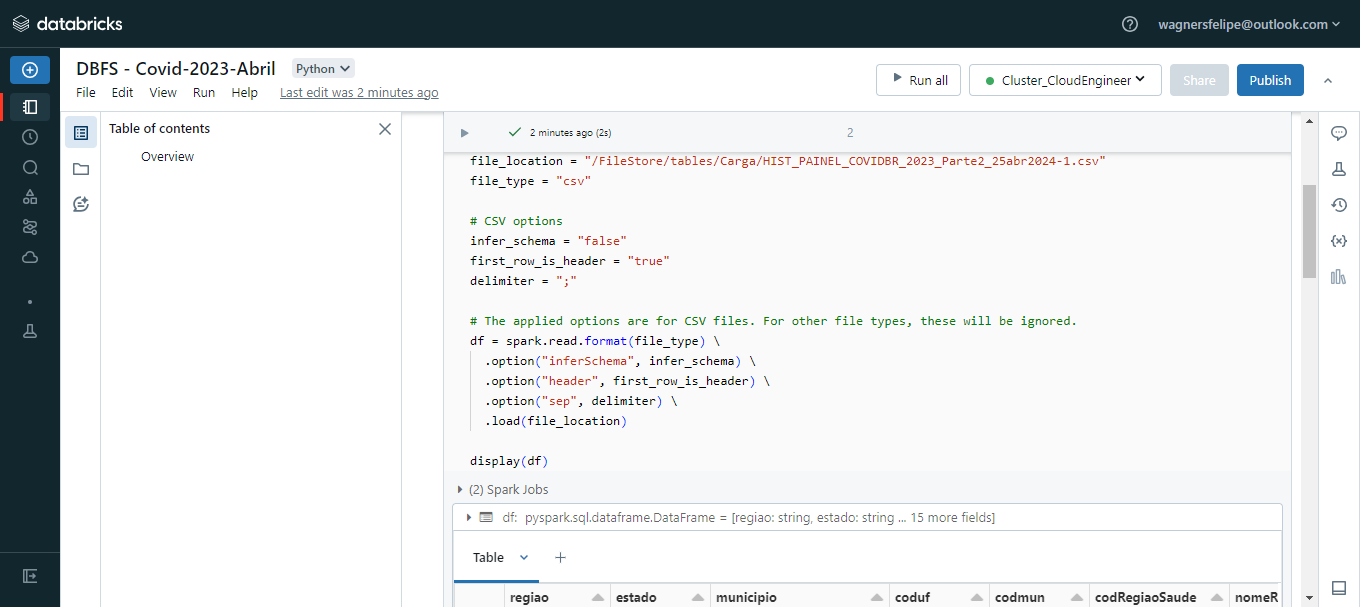 databricks
wagnersfelipe@outlook.com
DBFS - Covid-2023-Abril
Python
File Edit View Run Help Last edit was 2 minutes ago
Run all
Cluster_CloudEngineer
Share
Publish
Table of contents
Overview
2 minutes ago (2s)
2
file_location = "/FileStore/tables/Carga/HIST_PAINEL_COVIDBR_2023_Parte2_25abr2024-1.csv"
file_type = "csv"
# CSV options
infer_schema = "false"
first_row_is_header = "true"
delimiter = ";"
# The applied options are for CSV files. For other file types, these will be ignored.
df = spark.read.format(file_type) \
.option("inferSchema", infer_schema) \
.option("header", first_row_is_header) \
.option("sep", delimiter) \
.load(file_location)
display(df)
(2) Spark Jobs
df: pyspark.sql.dataframe.DataFrame = [regiao: string, estado: string ... 15 more fields]
Table
regiao estado municipio coduf codmun codRegiaoSaude nomeR